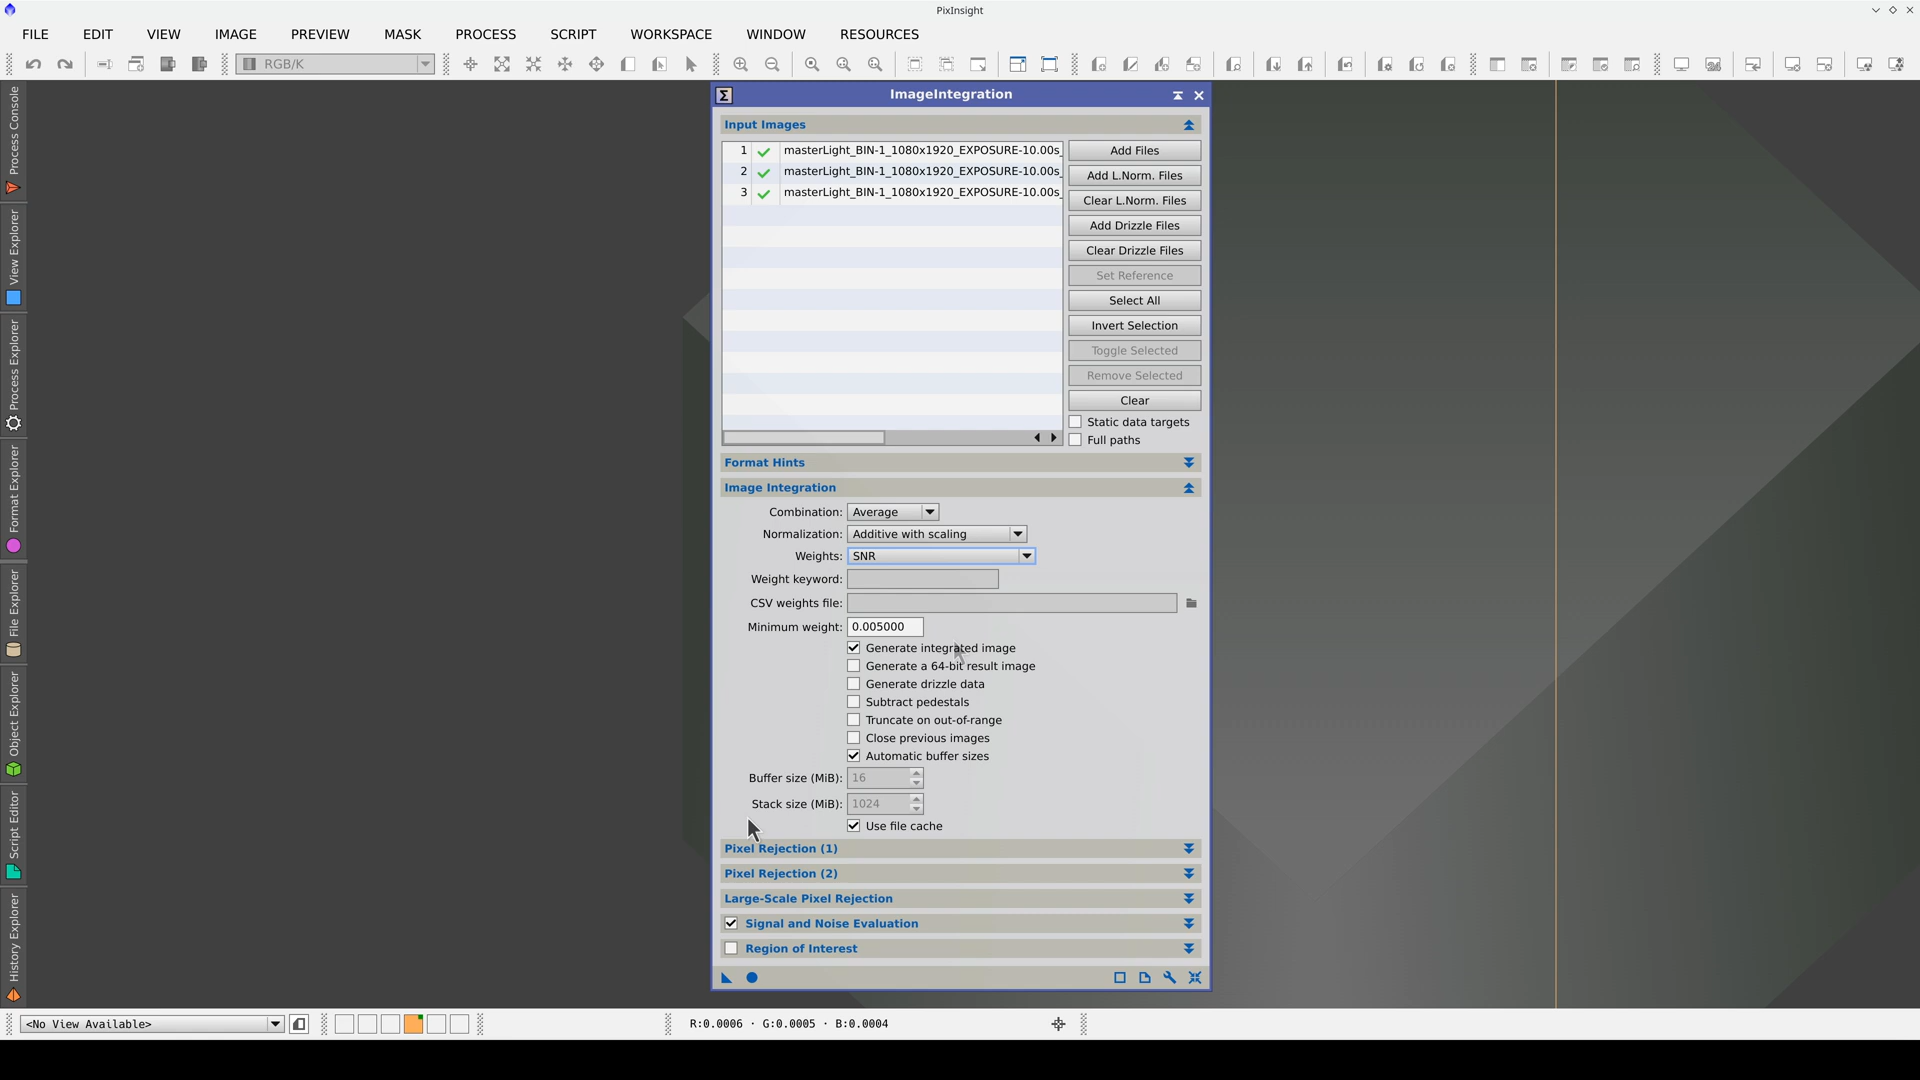 PixInsight
FILE EDIT VIEW IMAGE PREVIEW MASK PROCESS SCRIPT WORKSPACE WINDOW RESOURCES
RGB/K
Process Console
View Explorer
Process Explorer
Format Explorer
File Explorer
Object Explorer
Script Editor
History Explorer
ImageIntegration
Input Images
1 masterLight_BIN-1_1080x1920_EXPOSURE-10.00s_
2 masterLight_BIN-1_1080x1920_EXPOSURE-10.00s_
3 masterLight_BIN-1_1080x1920_EXPOSURE-10.00s_
Add Files
Add L.Norm. Files
Clear L.Norm. Files
Add Drizzle Files
Clear Drizzle Files
Set Reference
Select All
Invert Selection
Toggle Selected
Remove Selected
Clear
Static data targets
Full paths
Format Hints
Image Integration
Combination: Average
Normalization: Additive with scaling
Weights: SNR
Weight keyword:
CSV weights file:
Minimum weight: 0.005000
Generate integrated image
Generate a 64-bit result image
Generate drizzle data
Subtract pedestals
Truncate on out-of-range
Close previous images
Automatic buffer sizes
Buffer size (MiB): 16
Stack size (MiB): 1024
Use file cache
Pixel Rejection (1)
Pixel Rejection (2)
Large-Scale Pixel Rejection
Signal and Noise Evaluation
Region of Interest
<No View Available>
R:0.0006 · G:0.0005 · B:0.0004